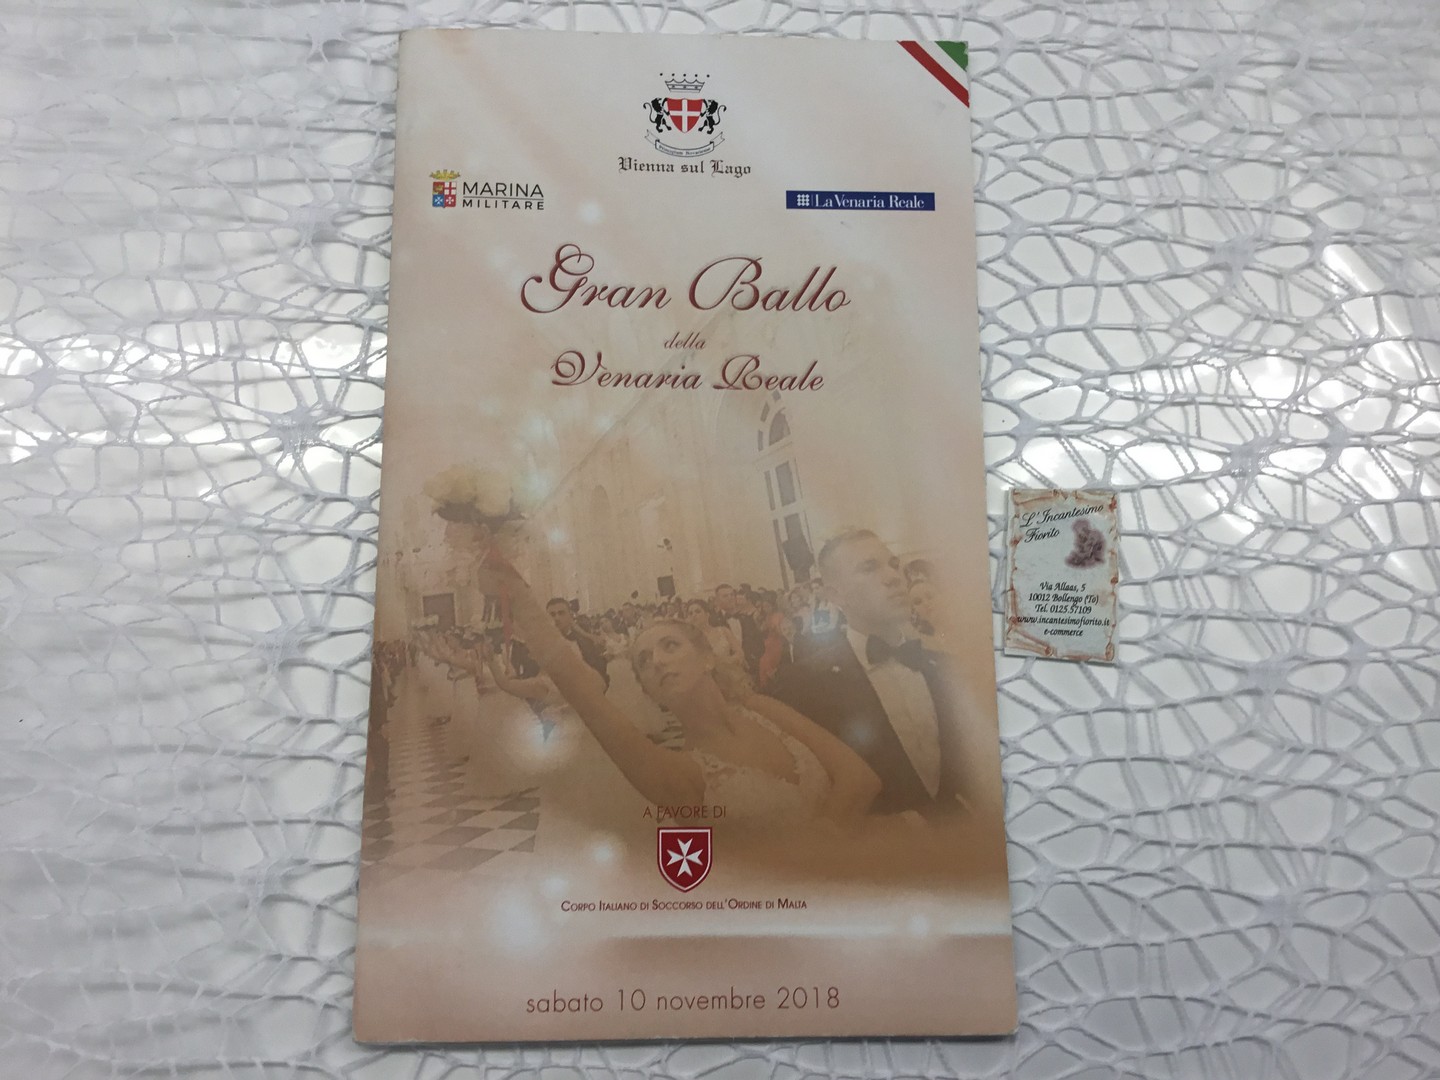 Vienna sul Lago
MARINA
MILITARE
La Venaria Reale
Gran Ballo
della
Venaria Reale
A FAVORE DI
CORPO ITALIANO DI SOCCORSO DELL'ORDINE DI MALTA
sabato 10 novembre 2018
L'Incantesimo
Fiorito
Via Allaas, 5
10012 Bollengo (To)
Tel. 0125.57109
www.incantesimofiorito.it
e-commerce